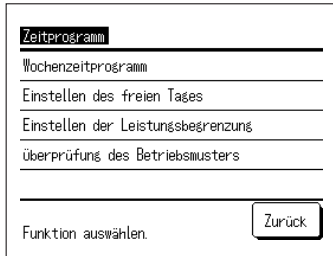 Zeitprogramm
Wochenzeitprogramm
Einstellen des freien Tages
Einstellen der Leistungsbegrenzung
überprüfung des Betriebsmusters
Funktion auswählen.
Zurück